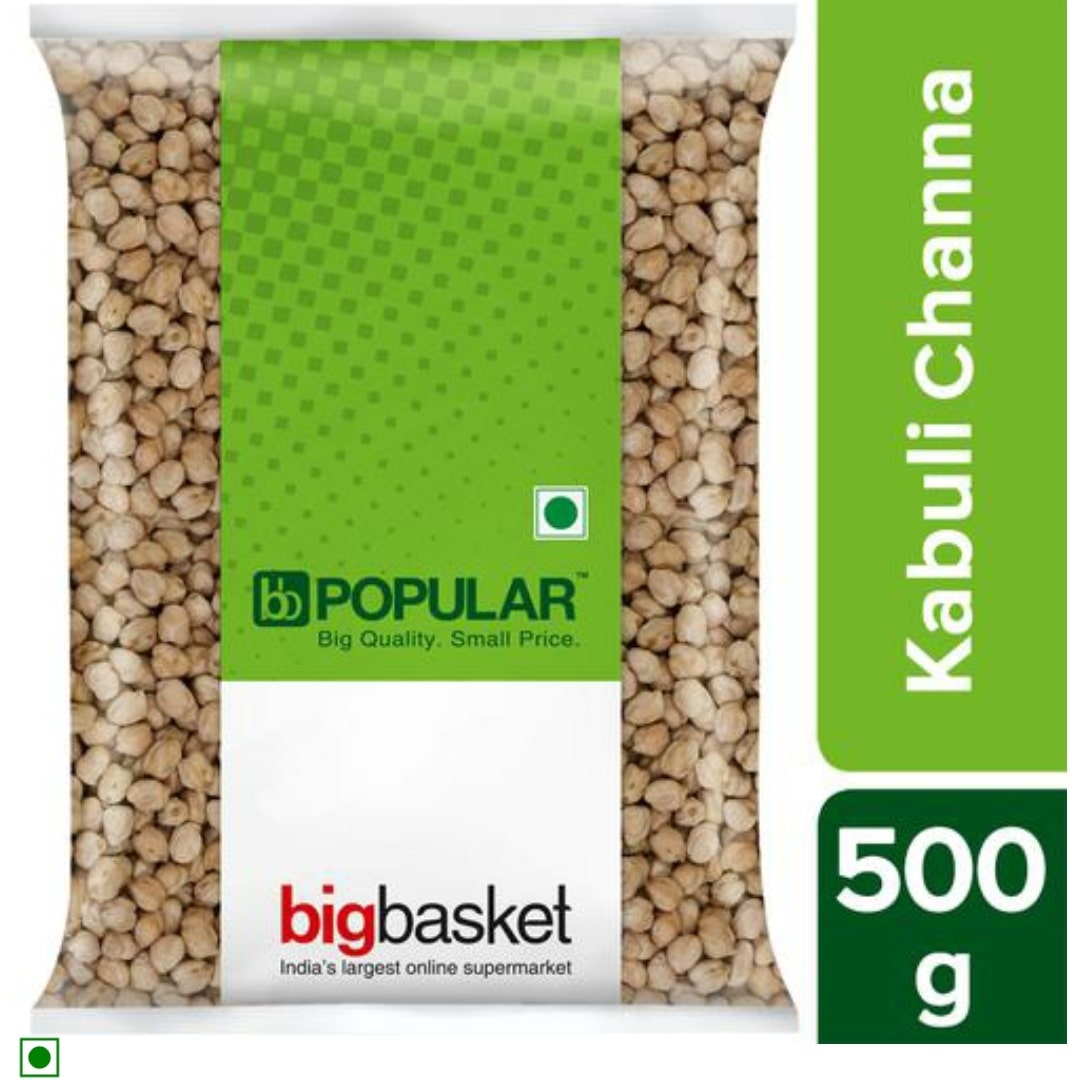 bb POPULAR™
Big Quality. Small Price.
bigbasket
India's largest online supermarket
Kabuli Channa
500
g